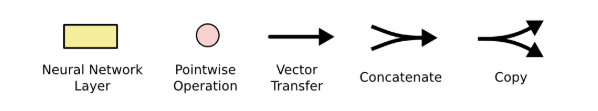 Neural Network
Layer
Pointwise
Operation
Vector
Transfer
Concatenate
Copy